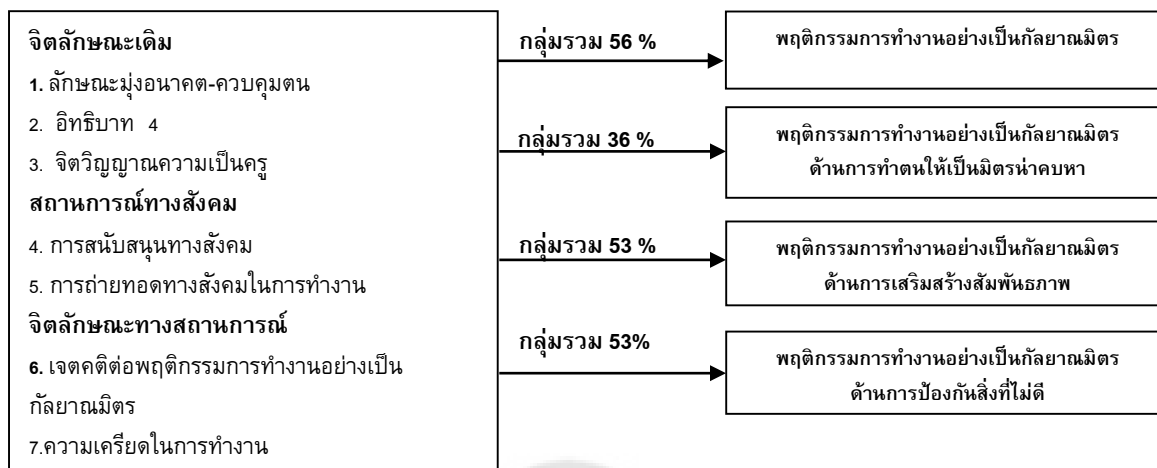 จิตลักษณะเดิม
1. ลักษณะมุ่งอนาคต-ควบคุมตน
2. อิทธิบาท 4
3. จิตวิญญาณความเป็นครู
สถานการณ์ทางสังคม
4. การสนับสนุนทางสังคม
5. การถ่ายทอดทางสังคมในการทำงาน
จิตลักษณะทางสถานการณ์
6. เจตคติต่อพฤติกรรมการทำงานอย่างเป็น
กัลยาณมิตร
7.ความเครียดในการทำงาน
กลุ่มรวม 56 %
พฤติกรรมการทำงานอย่างเป็นกัลยาณมิตร
กลุ่มรวม 36 %
พฤติกรรมการทำงานอย่างเป็นกัลยาณมิตร
ด้านการทำตนให้เป็นมิตรน่าคบหา
กลุ่มรวม 53 %
พฤติกรรมการทำงานอย่างเป็นกัลยาณมิตร
ด้านการเสริมสร้างสัมพันธภาพ
กลุ่มรวม 53%
พฤติกรรมการทำงานอย่างเป็นกัลยาณมิตร
ด้านการป้องกันสิ่งที่ไม่ดี